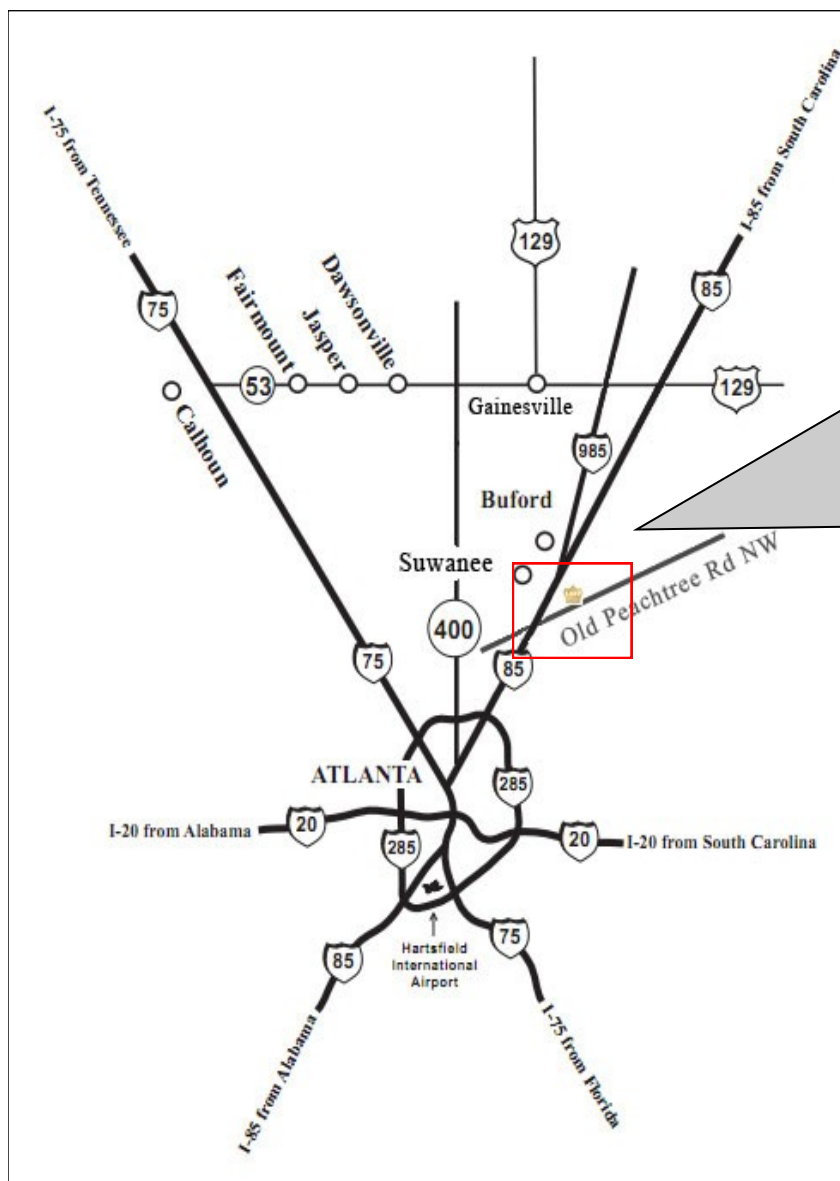 I-75 from Tennessee
I-85 from South Carolina
129
75
85
Fairmount
Jasper
Dawsonville
53
129
Calhoun
Gainesville
985
Buford
Suwanee
Old Peachtree Rd NW
400
75
85
ATLANTA
285
I-20 from Alabama
20
285
20
I-20 from South Carolina
85
75
Hartsfield
International
Airport
I-85 from Alabama
I-75 from Florida